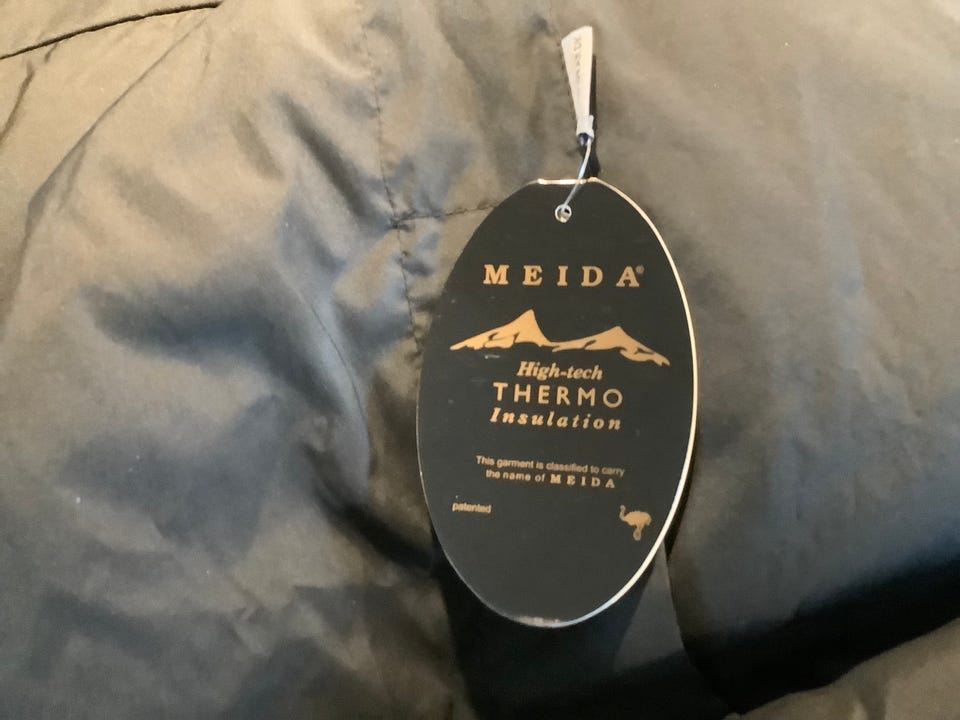 MEIDA®
High-tech
THERMO
Insulation
This garment is classified to carry
the name of MEIDA
patented